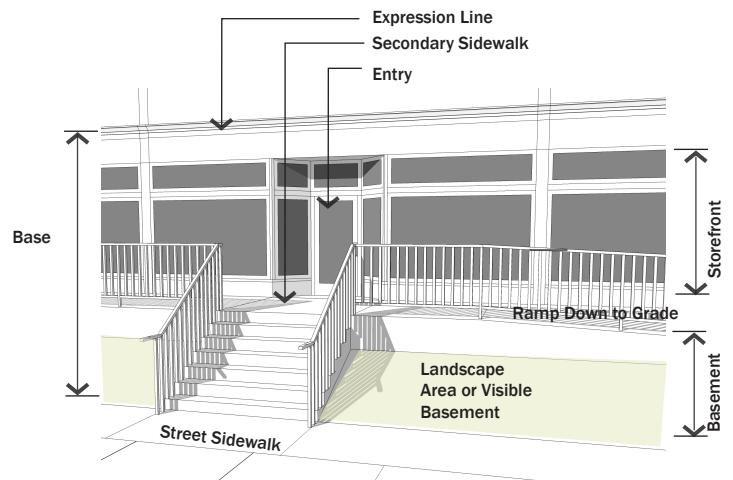 Expression Line
Secondary Sidewalk
Entry
Base
Storefront
Ramp Down to Grade
Landscape
Area or Visible
Basement
Basement
Street Sidewalk